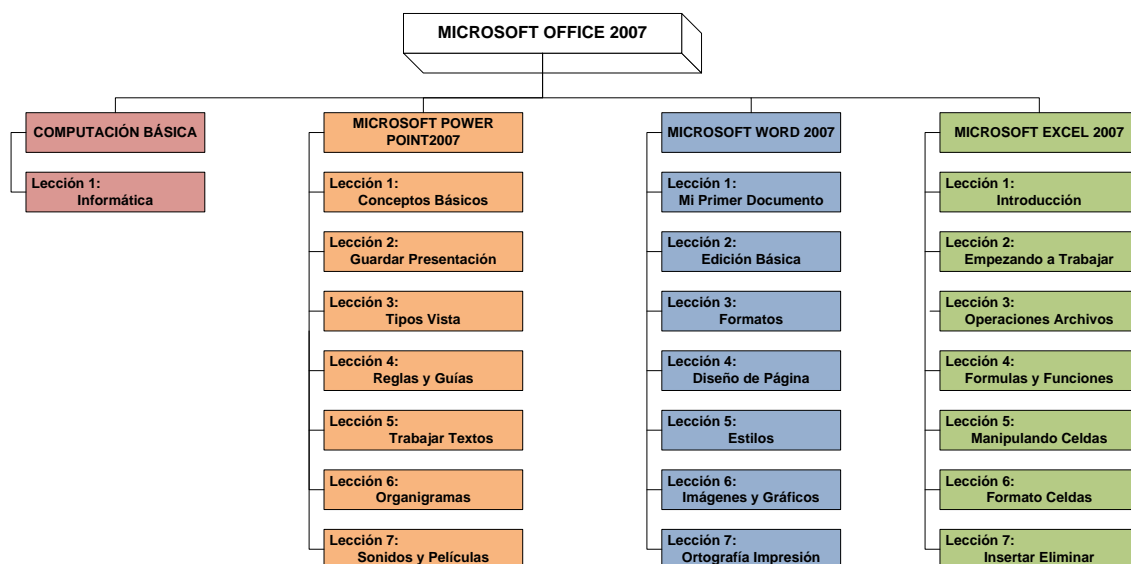 MICROSOFT OFFICE 2007
COMPUTACIÓN BÁSICA
Lección 1:
Informática
MICROSOFT POWER
POINT2007
Lección 1:
Conceptos Básicos
Lección 2:
Guardar Presentación
Lección 3:
Tipos Vista
Lección 4:
Reglas y Guías
Lección 5:
Trabajar Textos
Lección 6:
Organigramas
Lección 7:
Sonidos y Películas
MICROSOFT WORD 2007
Lección 1:
Mi Primer Documento
Lección 2:
Edición Básica
Lección 3:
Formatos
Lección 4:
Diseño de Página
Lección 5:
Estilos
Lección 6:
Imágenes y Gráficos
Lección 7:
Ortografía Impresión
MICROSOFT EXCEL 2007
Lección 1:
Introducción
Lección 2:
Empezando a Trabajar
Lección 3:
Operaciones Archivos
Lección 4:
Formulas y Funciones
Lección 5:
Manipulando Celdas
Lección 6:
Formato Celdas
Lección 7:
Insertar Eliminar